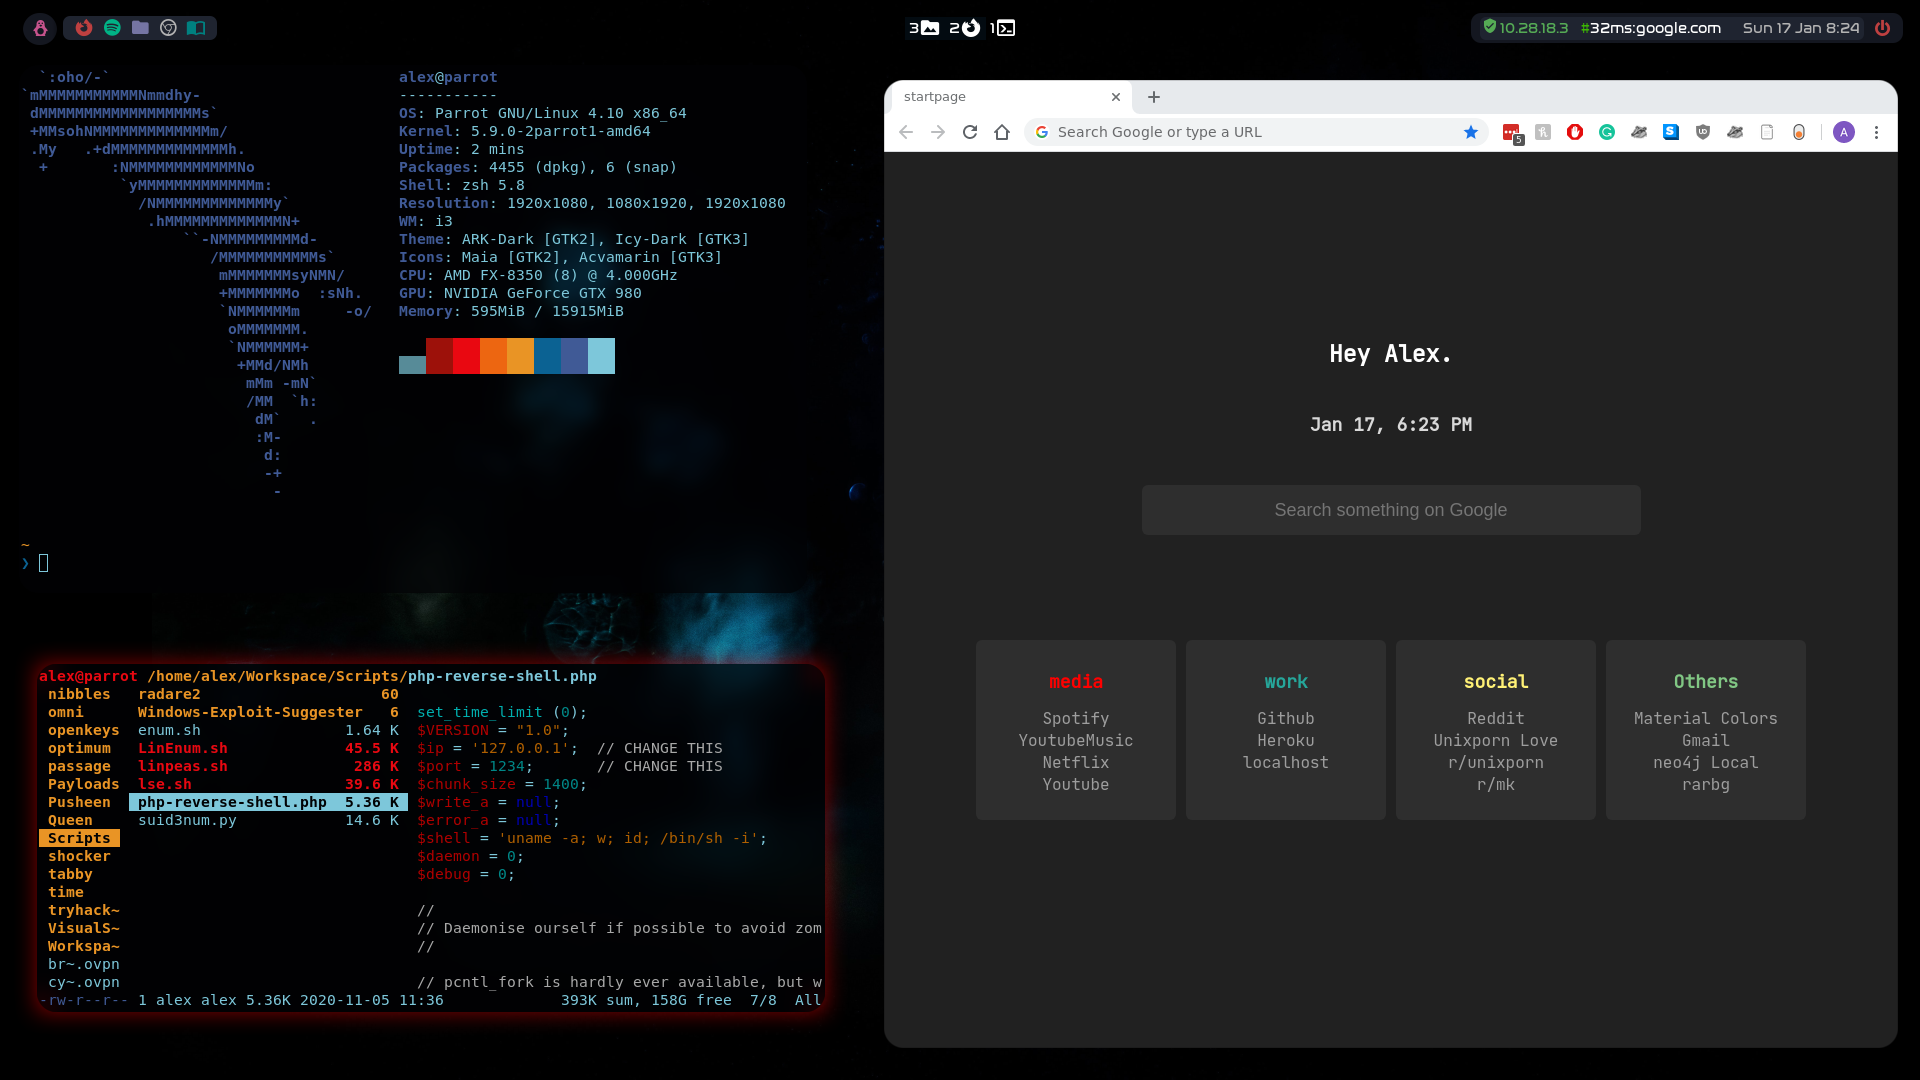 3 2 1
10.28.18.3 #32ms:google.com Sun 17 Jan 8:24
`:oho/-`
`mMMMMMMMMMMMNmmdhy-
dMMMMMMMMMMMMMMMMMMs`
+MMsohNMMMMMMMMMMMMMm/
.My   .+dMMMMMMMMMMMMMh.
+       :NMMMMMMMMMMMMNo
`yMMMMMMMMMMMMMm:
/NMMMMMMMMMMMMMy`
.hMMMMMMMMMMMMMN+
``-NMMMMMMMMMd-
/MMMMMMMMMMMs`
mMMMMMMMsyNMN/
+MMMMMMMo  :sNh.
`NMMMMMMm     -o/
oMMMMMMM.
`NMMMMMM+
+MMd/NMh
mMm -mN`
/MM  `h:
dM`   .
:M-
d:
-+
-
alex@parrot
-----------
OS: Parrot GNU/Linux 4.10 x86_64
Kernel: 5.9.0-2parrot1-amd64
Uptime: 2 mins
Packages: 4455 (dpkg), 6 (snap)
Shell: zsh 5.8
Resolution: 1920x1080, 1080x1920, 1920x1080
WM: i3
Theme: ARK-Dark [GTK2], Icy-Dark [GTK3]
Icons: Maia [GTK2], Acvamarin [GTK3]
CPU: AMD FX-8350 (8) @ 4.000GHz
GPU: NVIDIA GeForce GTX 980
Memory: 595MiB / 15915MiB
~
❯
alex@parrot /home/alex/Workspace/Scripts/php-reverse-shell.php
nibbles
omni
openkeys
optimum
passage
Payloads
Pusheen
Queen
Scripts
shocker
tabby
time
tryhack~
VisualS~
Workspa~
br~.ovpn
cy~.ovpn
radare2 60
Windows-Exploit-Suggester 6
enum.sh 1.64 K
LinEnum.sh 45.5 K
linpeas.sh 286 K
lse.sh 39.6 K
php-reverse-shell.php 5.36 K
suid3num.py 14.6 K
set_time_limit (0);
$VERSION = "1.0";
$ip = '127.0.0.1';  // CHANGE THIS
$port = 1234;       // CHANGE THIS
$chunk_size = 1400;
$write_a = null;
$error_a = null;
$shell = 'uname -a; w; id; /bin/sh -i';
$daemon = 0;
$debug = 0;
//
// Daemonise ourself if possible to avoid zom
//
// pcntl_fork is hardly ever available, but w
-rw-r--r-- 1 alex alex 5.36K 2020-11-05 11:36 393K sum, 158G free  7/8  All
startpage
Search Google or type a URL
5
A
Hey Alex.
Jan 17, 6:23 PM
Search something on Google
media
Spotify
YoutubeMusic
Netflix
Youtube
work
Github
Heroku
localhost
social
Reddit
Unixporn Love
r/unixporn
r/mk
Others
Material Colors
Gmail
neo4j Local
rarbg